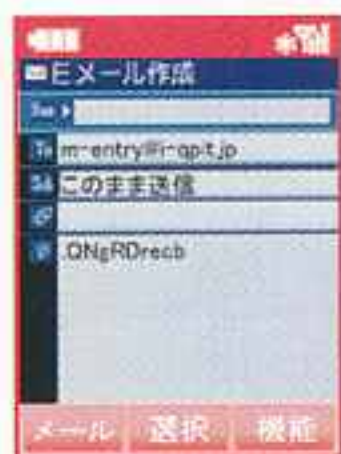 Eメール作成
To
m-entry@i-qpit.jp
このまま送信
.QNgRDrecb
メール 選択 機能